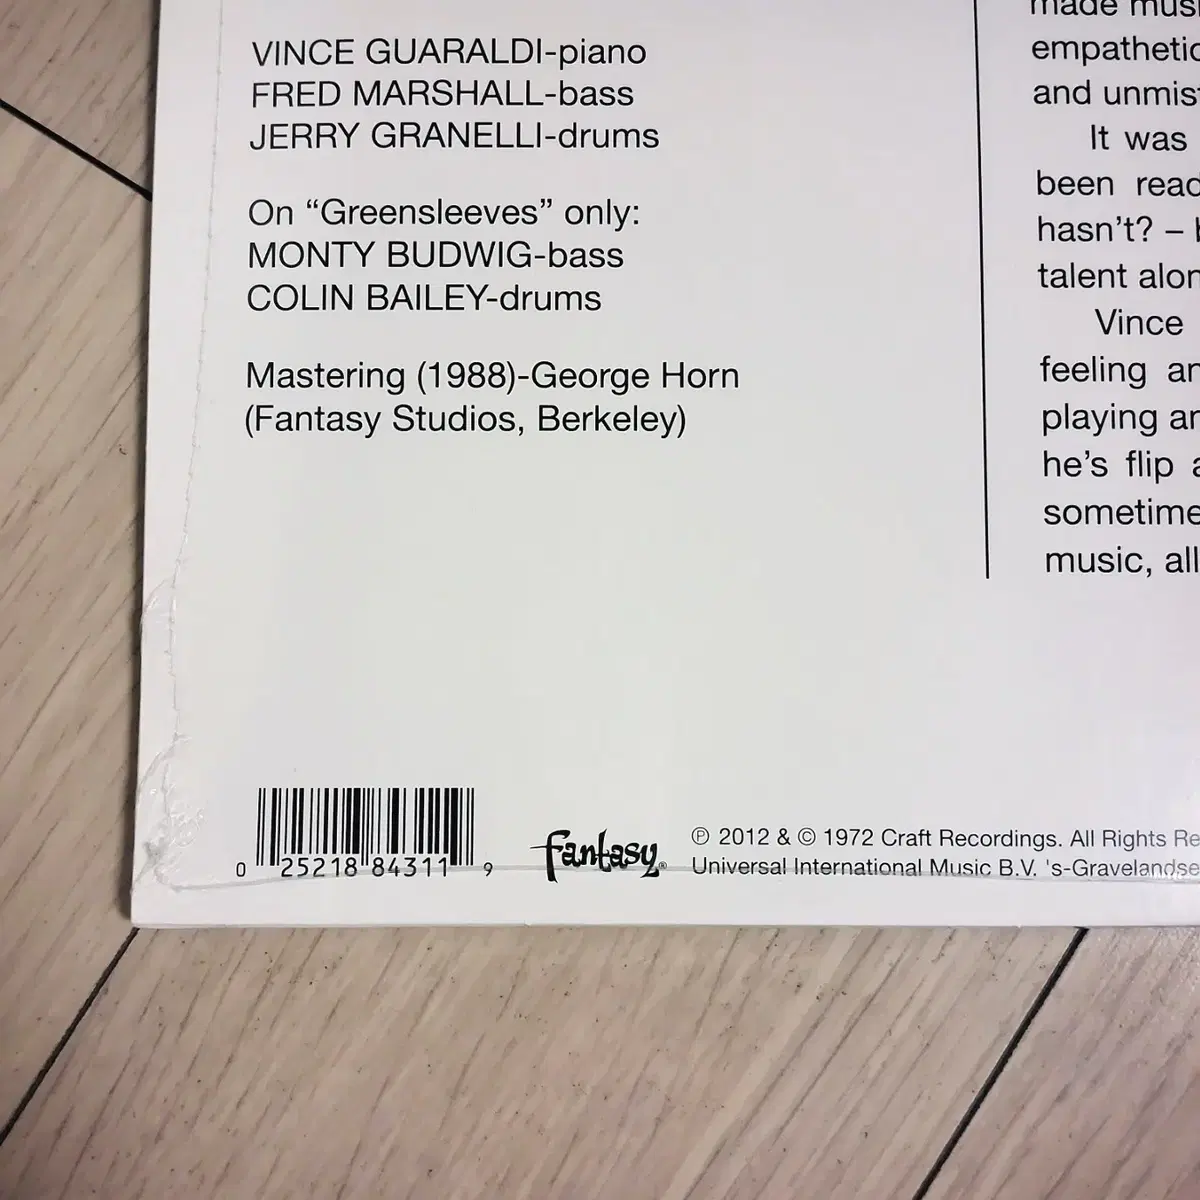 VINCE GUARALDI-piano
FRED MARSHALL-bass
JERRY GRANELLI-drums
On “Greensleeves” only:
MONTY BUDWIG-bass
COLIN BAILEY-drums
Mastering (1988)-George Horn
(Fantasy Studios, Berkeley)
made
empathetic
and
It was
been
hasn’t? –
talent
Vince
feeling
playing
he’s flip
music, all
0 25218 84311 9
fantasy®
℗ 2012 & © 1972 Craft Recordings. All Rights
Universal International Music B.V.